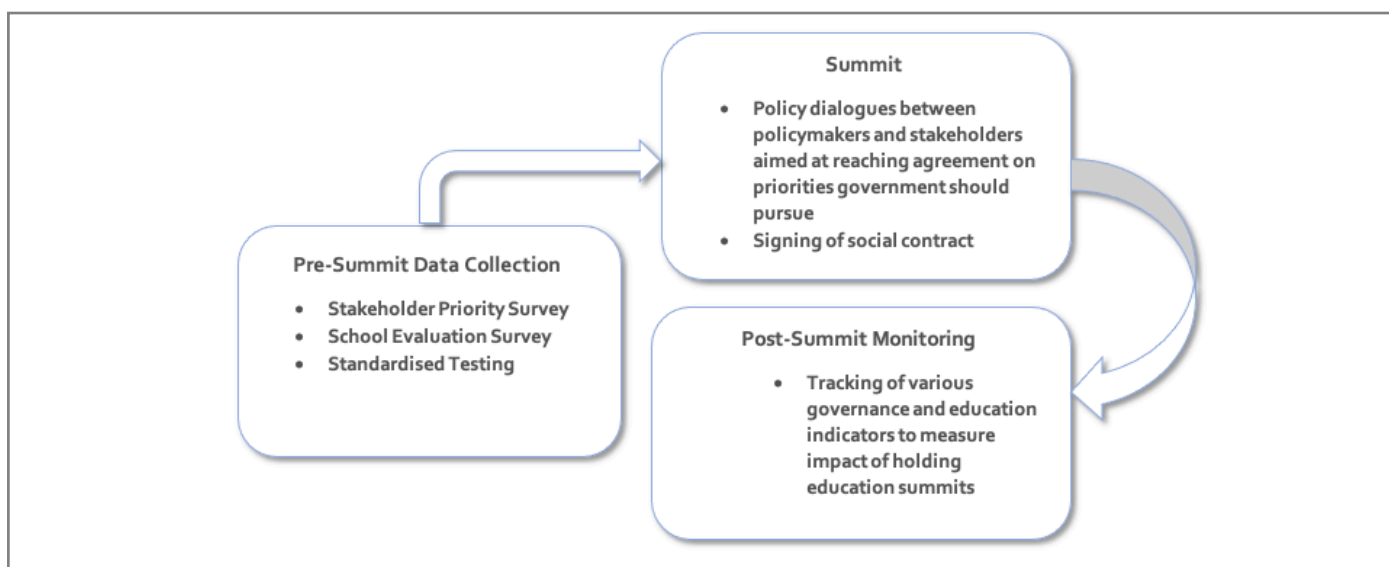 Summit
• Policy dialogues between
policymakers and stakeholders
aimed at reaching agreement on
priorities government should
pursue
• Signing of social contract
Pre-Summit Data Collection
• Stakeholder Priority Survey
• School Evaluation Survey
• Standardised Testing
Post-Summit Monitoring
• Tracking of various
governance and education
indicators to measure
impact of holding
education summits